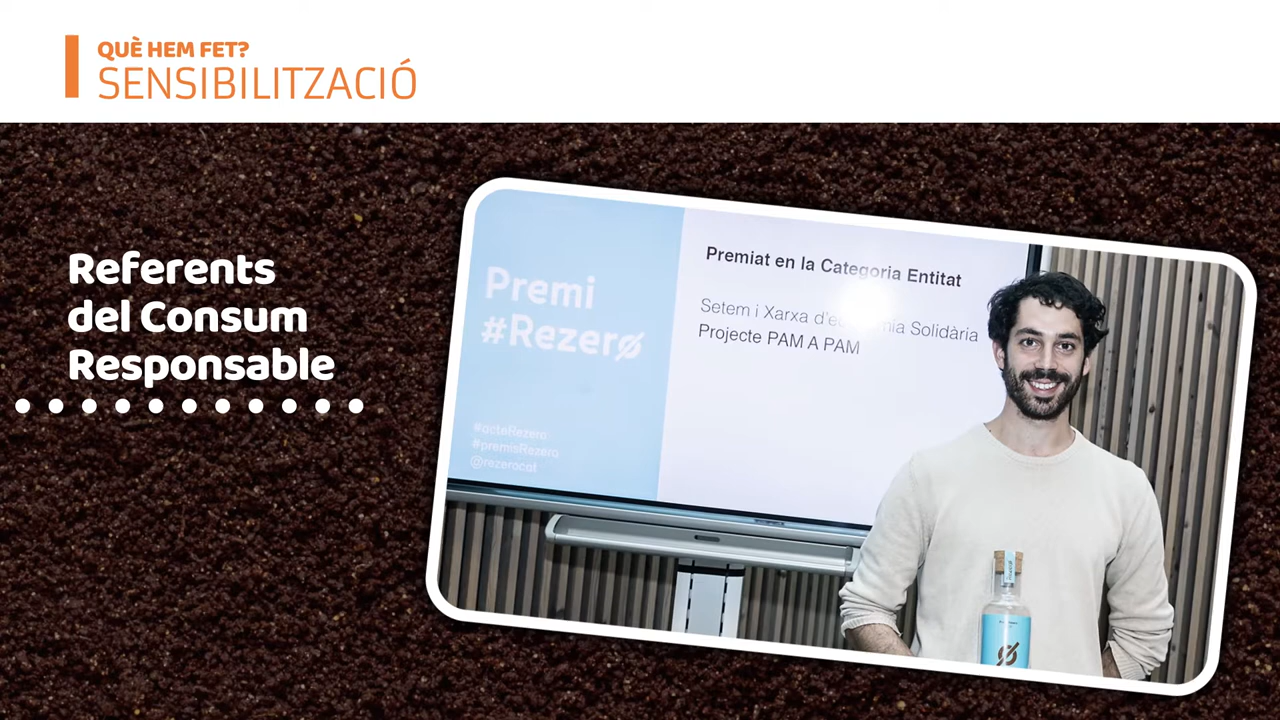 QUÈ HEM FET?
SENSIBILITZACIÓ
Referents
del Consum
Responsable
Premi
#Rezerø
#acteRezero
#premisRezero
@rezerocat
Premiat en la Categoria Entitat
Setem i Xarxa d'economia Solidària
Projecte PAM A PAM